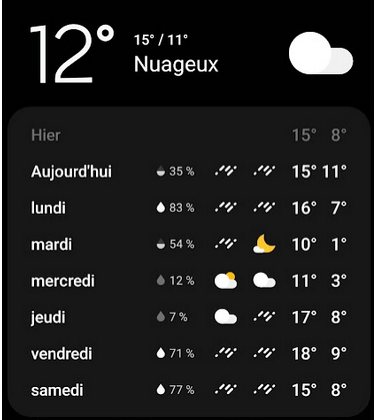 12°
15° / 11°
Nuageux
Hier 15° 8°
Aujourd'hui 35 % 15° 11°
lundi 83 % 16° 7°
mardi 54 % 10° 1°
mercredi 12 % 11° 3°
jeudi 7 % 17° 8°
vendredi 71 % 18° 9°
samedi 77 % 15° 8°